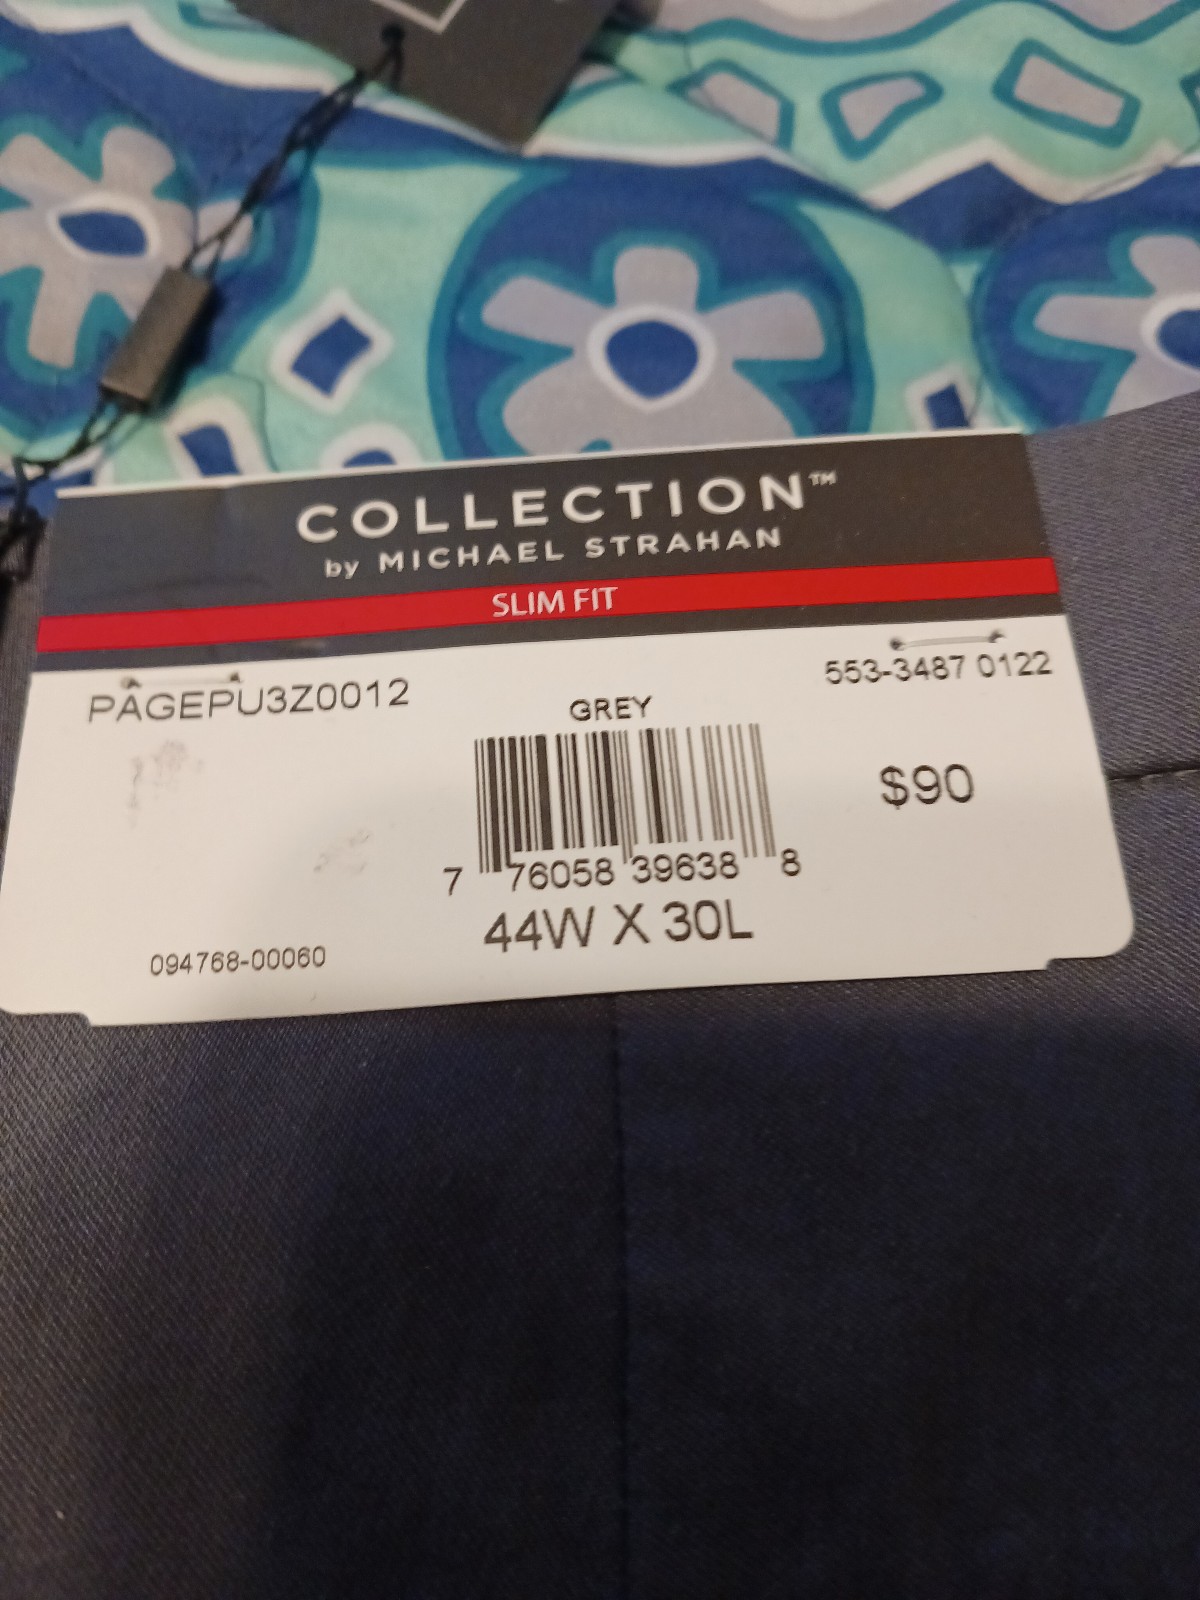 COLLECTION™
by MICHAEL STRAHAN
SLIM FIT
PAGEPU3Z0012
553-3487 0122
GREY
$90
7 76058 39638 8
44W X 30L
094768-00060